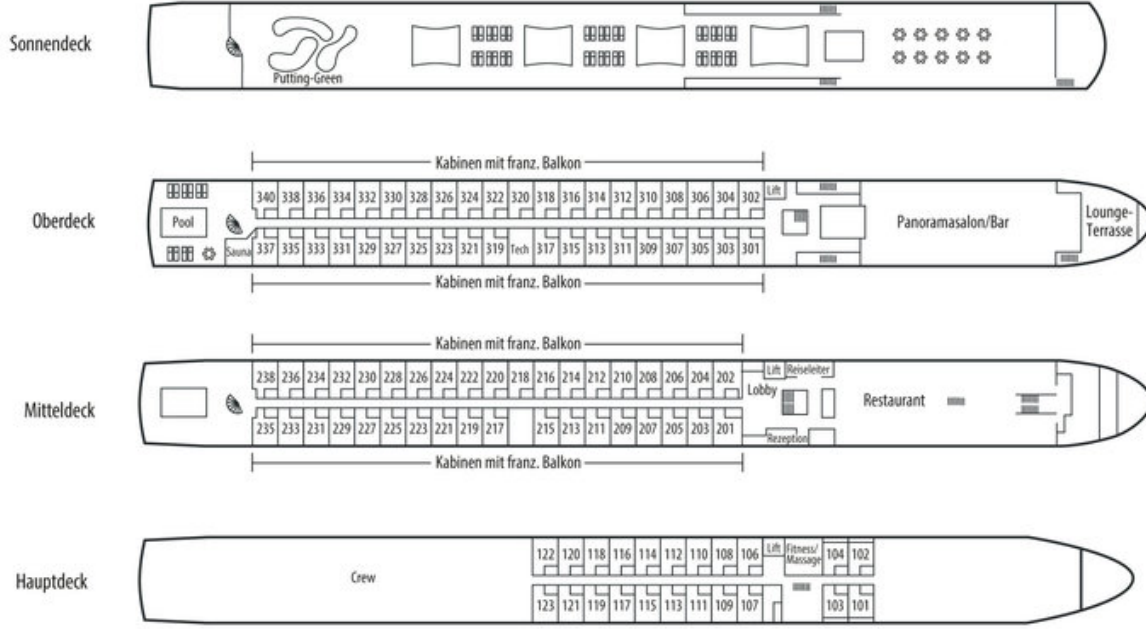 Sonnendeck
Putting-Green
Kabinen mit franz. Balkon
Oberdeck
340 338 336 334 332 330 328 326 324 322 320 318 316 314 312 310 308 306 304 302 Lift
Pool
Panoramasalon/Bar
Lounge-
Terrasse
Sauna 337 335 333 331 329 327 325 323 321 319 Tech 317 315 313 311 309 307 305 303 301
Kabinen mit franz. Balkon
Kabinen mit franz. Balkon
Mitteldeck
238 236 234 232 230 228 226 224 222 220 218 216 214 212 210 208 206 204 202 Lift Reiseleiter
Lobby
Restaurant
235 233 231 229 227 225 223 221 219 217 215 213 211 209 207 205 203 201 Rezeption
Kabinen mit franz. Balkon
Hauptdeck
Crew
122 120 118 116 114 112 110 108 106 Lift Fitness/
Massage 104 102
123 121 119 117 115 113 111 109 107 103 101